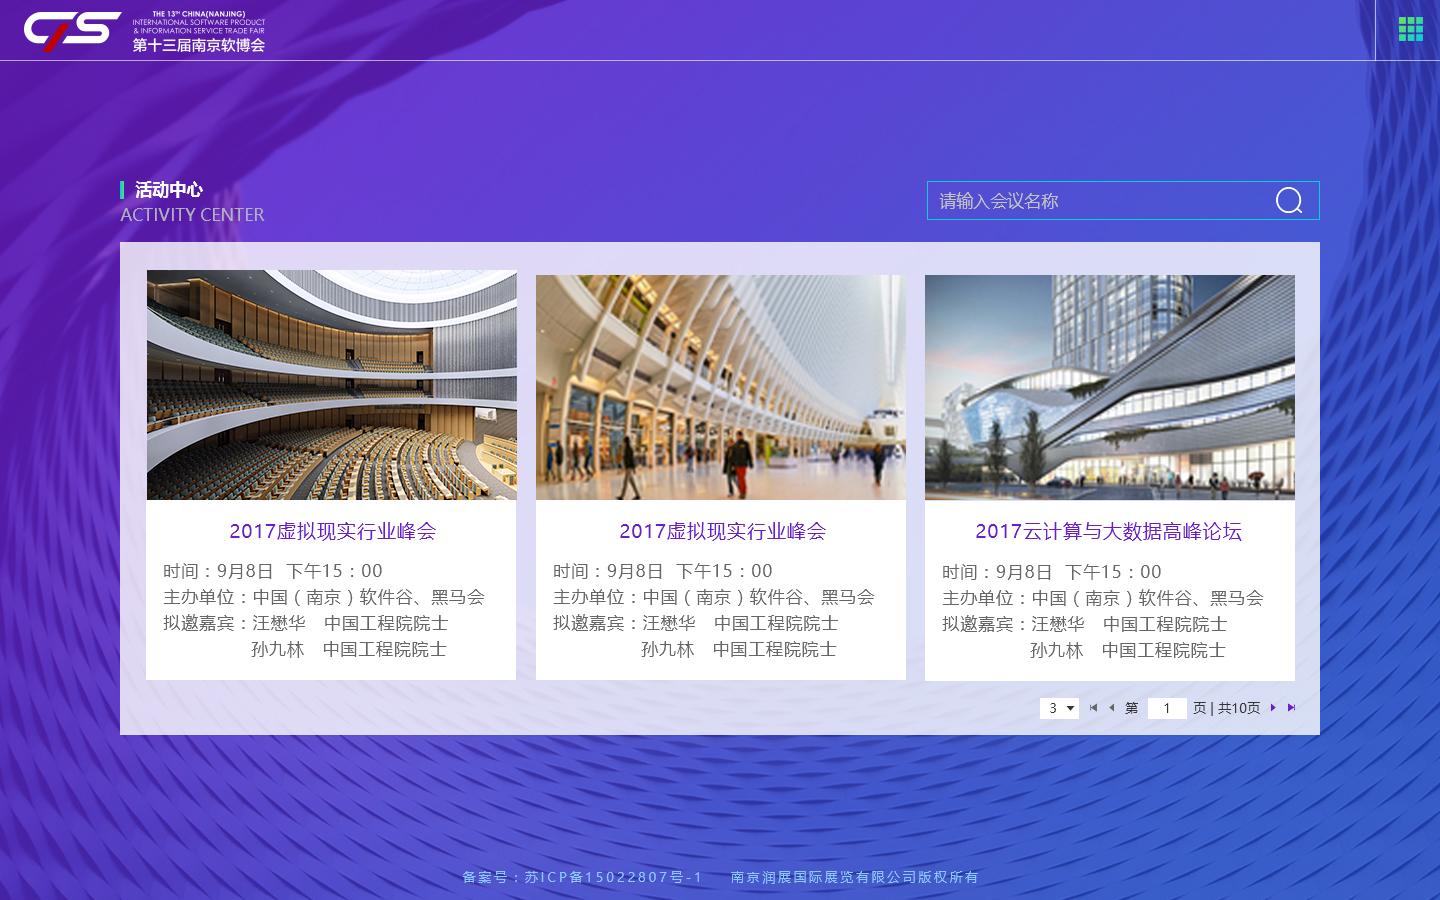 CIS
THE 13TH CHINA(NANJING)
INTERNATIONAL SOFTWARE PRODUCT
& INFORMATION SERVICE TRADE FAIR
第十三届南京软博会
活动中心
ACTIVITY CENTER
请输入会议名称
2017虚拟现实行业峰会
时间：9月8日 下午15：00
主办单位：中国（南京）软件谷、黑马会
拟邀嘉宾：汪懋华 中国工程院院士
孙九林 中国工程院院士
2017虚拟现实行业峰会
时间：9月8日 下午15：00
主办单位：中国（南京）软件谷、黑马会
拟邀嘉宾：汪懋华 中国工程院院士
孙九林 中国工程院院士
2017云计算与大数据高峰论坛
时间：9月8日 下午15：00
主办单位：中国（南京）软件谷、黑马会
拟邀嘉宾：汪懋华 中国工程院院士
孙九林 中国工程院院士
3 第 1 页 | 共10页
备案号：苏ICP备15022807号-1 南京润展国际展览有限公司版权所有